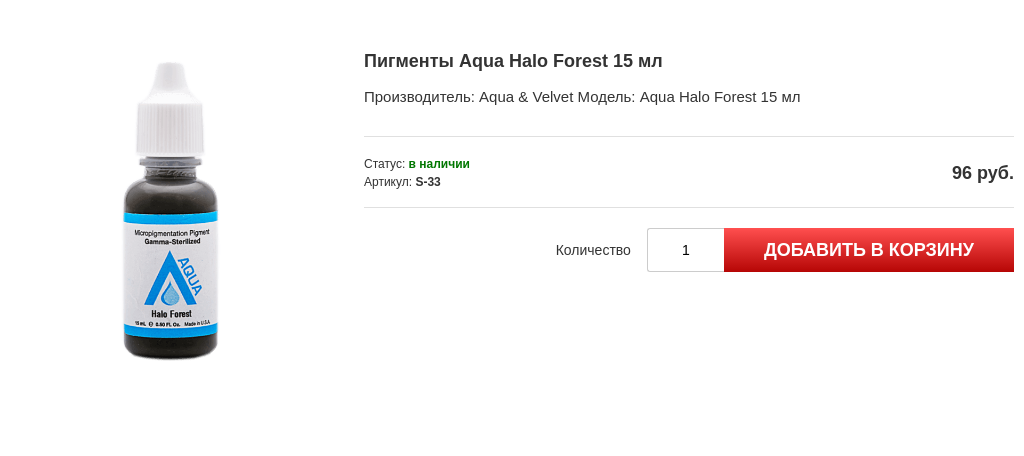 Пигменты Aqua Halo Forest 15 мл
Производитель: Aqua & Velvet Модель: Aqua Halo Forest 15 мл
Статус: в наличии
Артикул: S-33
96 руб.
Количество 1 ДОБАВИТЬ В КОРЗИНУ
Micropigmentation Pigment
Gamma-Sterilized
AQUA
Halo Forest
15 mL 0.50 Fl. Oz. Made in U.S.A